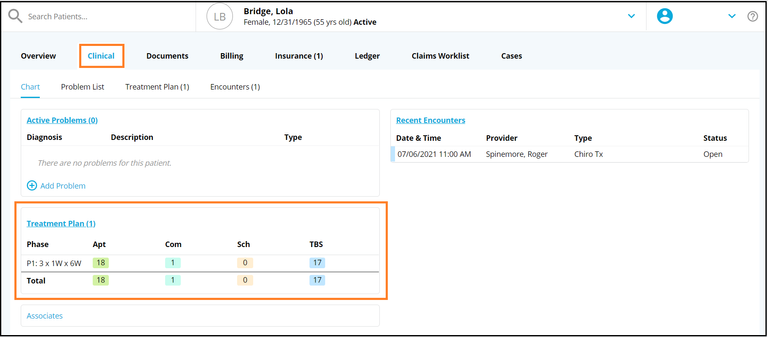 Search Patients...
LB
Bridge, Lola
Female, 12/31/1965 (55 yrs old) Active
Overview Clinical Documents Billing Insurance (1) Ledger Claims Worklist Cases
Chart Problem List Treatment Plan (1) Encounters (1)
Active Problems (0)
Diagnosis Description Type
There are no problems for this patient.
Add Problem
Recent Encounters
Date & Time Provider Type Status
07/06/2021 11:00 AM Spinemore, Roger Chiro Tx Open
Treatment Plan (1)
Phase Apt Com Sch TBS
P1: 3 x 1W x 6W 18 1 0 17
Total 18 1 0 17
Associates